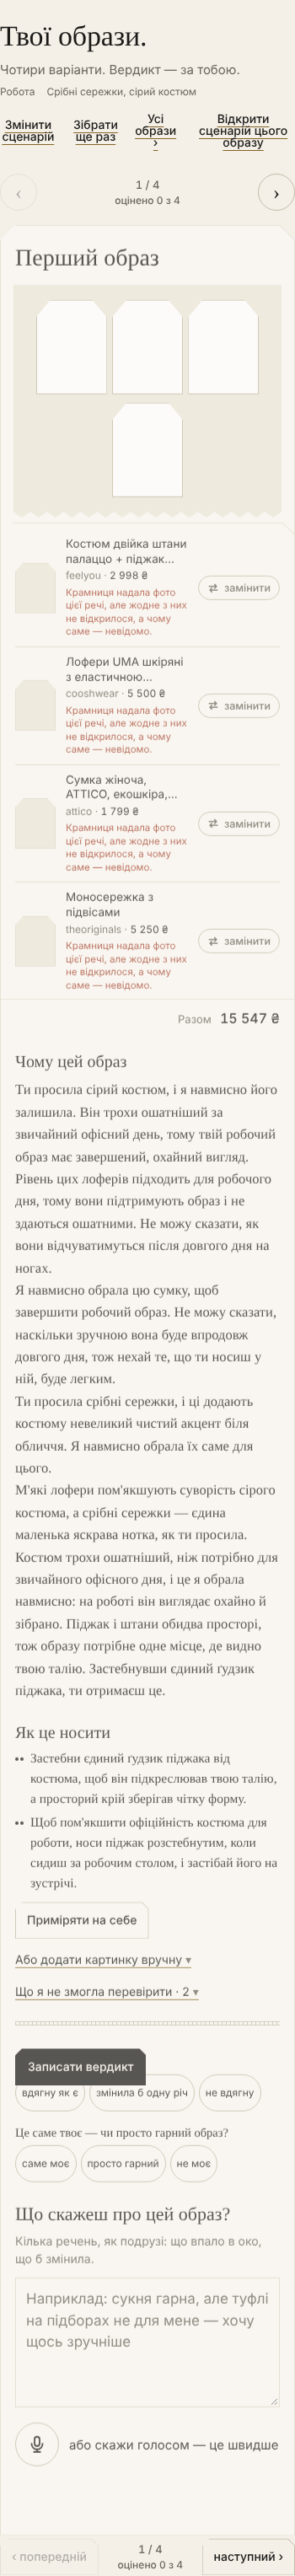 Твої образи.
Чотири варіанти. Вердикт — за тобою.
Робота Срібні сережки, сірий костюм
Змінити сценарій
Зібрати ще раз
Усі образи ›
Відкрити сценарій цього образу
‹
1 / 4
оцінено 0 з 4
›
Перший образ
Костюм двійка штани
палаццо + піджак...
feelyou · 2 998 ₴
Крамниця надала фото
цієї речі, але жодне з них
не відкрилося, а чому
саме — невідомо.
⇄ замінити
Лофери UMA шкіряні
з еластичною...
cooshwear · 5 500 ₴
Крамниця надала фото
цієї речі, але жодне з них
не відкрилося, а чому
саме — невідомо.
⇄ замінити
Сумка жіноча,
ATTICO, екошкіра,...
attico · 1 799 ₴
Крамниця надала фото
цієї речі, але жодне з них
не відкрилося, а чому
саме — невідомо.
⇄ замінити
Моносережка з
підвісами
theoriginals · 5 250 ₴
Крамниця надала фото
цієї речі, але жодне з них
не відкрилося, а чому
саме — невідомо.
⇄ замінити
Разом 15 547 ₴
Чому цей образ
Ти просила сірий костюм, і я навмисно його
залишила. Він трохи ошатніший за
звичайний офісний день, тому твій робочий
образ має завершений, охайний вигляд.
Рівень цих лоферів підходить для робочого
дня, тому вони підтримують образ і не
здаються ошатними. Не можу сказати, як
вони відчуватимуться після довгого дня на
ногах.
Я навмисно обрала цю сумку, щоб
завершити робочий образ. Не можу сказати,
наскільки зручною вона буде впродовж
довгого дня, тож нехай те, що ти носиш у
ній, буде легким.
Ти просила срібні сережки, і ці додають
костюму невеликий чистий акцент біля
обличчя. Я навмисно обрала їх саме для
цього.
М'які лофери пом'якшують суворість сірого
костюма, а срібні сережки — єдина
маленька яскрава нотка, як ти просила.
Костюм трохи ошатніший, ніж потрібно для
звичайного офісного дня, і це я обрала
навмисно: на роботі він виглядає охайно й
зібрано. Піджак і штани обидва просторі,
тож образу потрібне одне місце, де видно
твою талію. Застебнувши єдиний ґудзик
піджака, ти отримаєш це.
Як це носити
•• Застебни єдиний ґудзик піджака від
костюма, щоб він підкреслював твою талію,
а просторий крій зберігав чітку форму.
•• Щоб пом'якшити офіційність костюма для
роботи, носи піджак розстебнутим, коли
сидиш за робочим столом, і застібай його на
зустрічі.
Приміряти на себе
Або додати картинку вручну ▾
Що я не змогла перевірити · 2 ▾
Записати вердикт
вдягну як є
змінила б одну річ
не вдягну
Це саме твоє — чи просто гарний образ?
саме моє
просто гарний
не моє
Що скажеш про цей образ?
Кілька речень, як подрузі: що впало в око,
що б змінила.
Наприклад: сукня гарна, але туфлі
на підборах не для мене — хочу
щось зручніше
або скажи голосом — це швидше
‹ попередній
1 / 4
оцінено 0 з 4
наступний ›